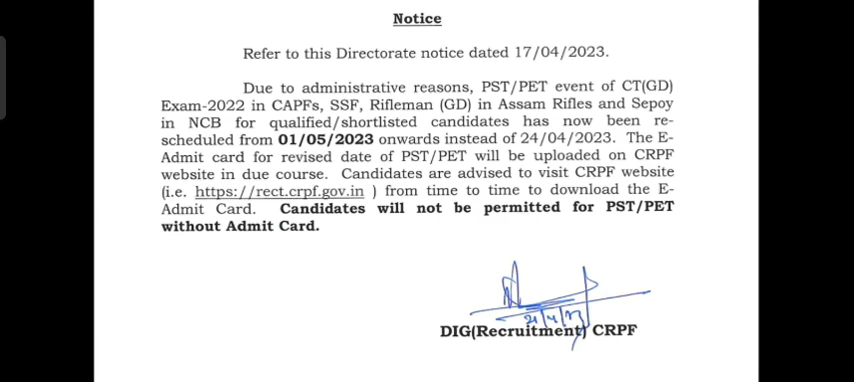 Notice
Refer to this Directorate notice dated 17/04/2023.
Due to administrative reasons, PST/PET event of CT(GD)
Exam-2022 in CAPFs, SSF, Rifleman (GD) in Assam Rifles and Sepoy
in NCB for qualified/shortlisted candidates has now been re-
scheduled from 01/05/2023 onwards instead of 24/04/2023. The E-
Admit card for revised date of PST/PET will be uploaded on CRPF
website in due course. Candidates are advised to visit CRPF website
(i.e. https://rect.crpf.gov.in ) from time to time to download the E-
Admit Card. Candidates will not be permitted for PST/PET
without Admit Card.
21/4/23
DIG(Recruitment) CRPF